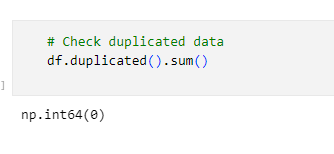 # Check duplicated data
df.duplicated().sum()
]
np.int64(0)